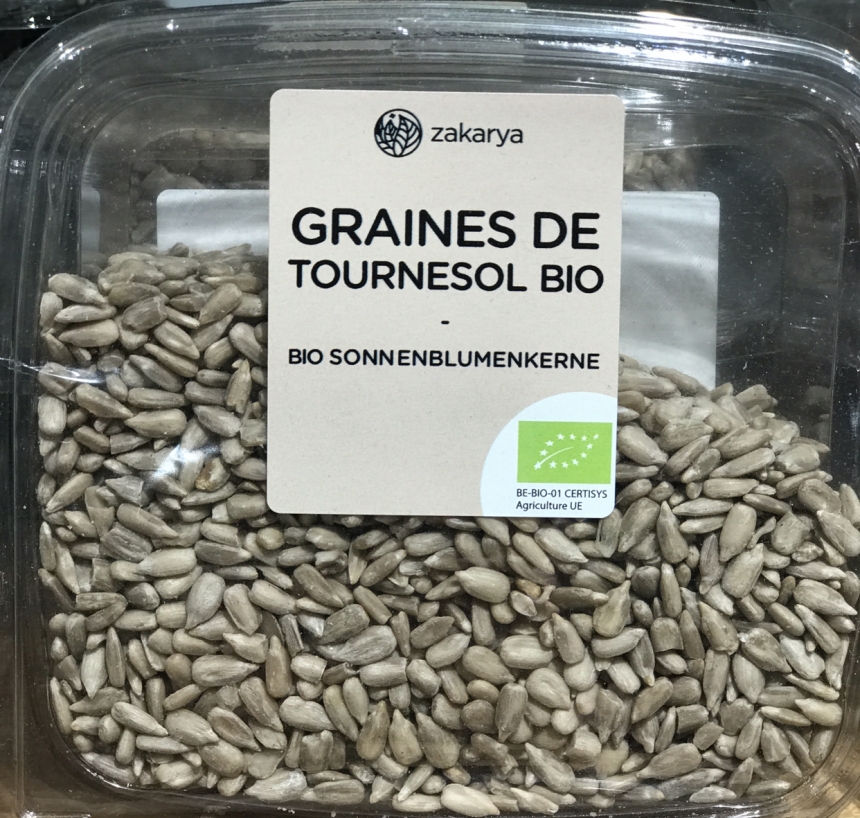 zakarya
GRAINES DE
TOURNESOL BIO
-
BIO SONNENBLUMENKERNE
BE-BIO-01 CERTISYS
Agriculture UE